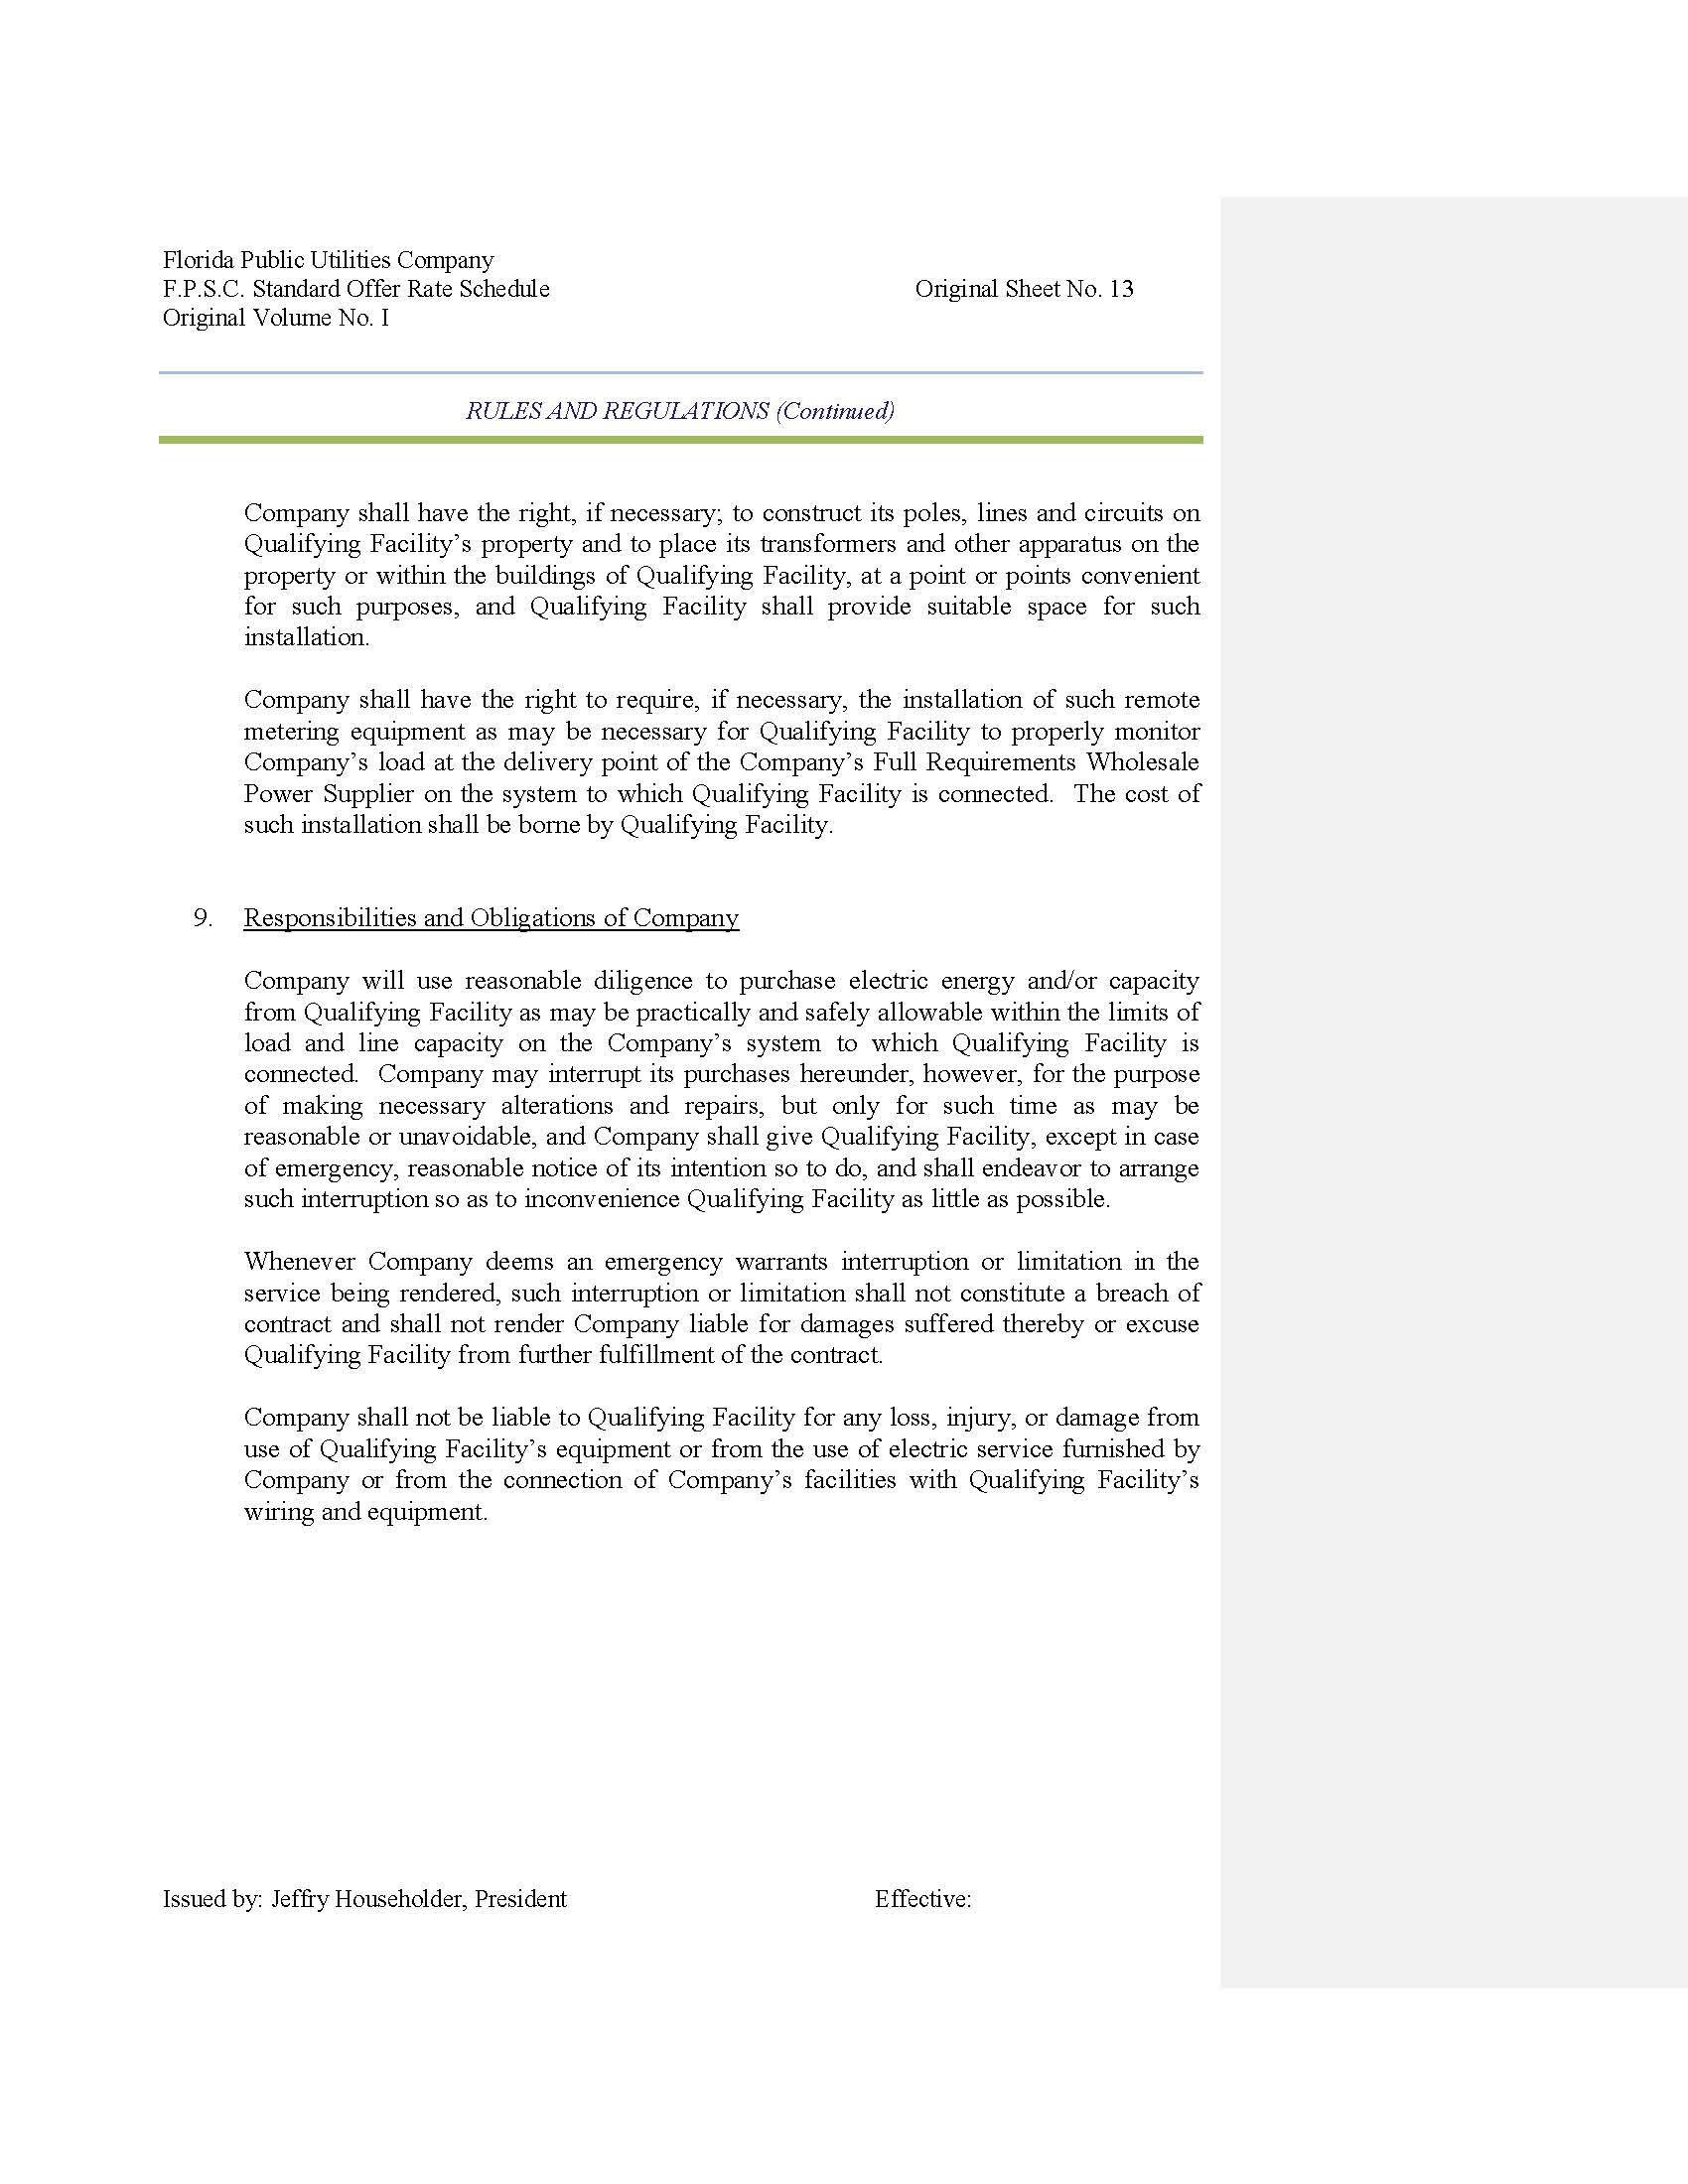 Florida Public Utilities Company
F.P.S.C. Standard Offer Rate Schedule Original Sheet No. 13
Original Volume No. I
RULES AND REGULATIONS (Continued)
Company shall have the right, if necessary; to construct its poles, lines and circuits on
Qualifying Facility’s property and to place its transformers and other apparatus on the
property or within the buildings of Qualifying Facility, at a point or points convenient
for such purposes, and Qualifying Facility shall provide suitable space for such
installation.
Company shall have the right to require, if necessary, the installation of such remote
metering equipment as may be necessary for Qualifying Facility to properly monitor
Company’s load at the delivery point of the Company’s Full Requirements Wholesale
Power Supplier on the system to which Qualifying Facility is connected. The cost of
such installation shall be borne by Qualifying Facility.
9. Responsibilities and Obligations of Company
Company will use reasonable diligence to purchase electric energy and/or capacity
from Qualifying Facility as may be practically and safely allowable within the limits of
load and line capacity on the Company’s system to which Qualifying Facility is
connected. Company may interrupt its purchases hereunder, however, for the purpose
of making necessary alterations and repairs, but only for such time as may be
reasonable or unavoidable, and Company shall give Qualifying Facility, except in case
of emergency, reasonable notice of its intention so to do, and shall endeavor to arrange
such interruption so as to inconvenience Qualifying Facility as little as possible.
Whenever Company deems an emergency warrants interruption or limitation in the
service being rendered, such interruption or limitation shall not constitute a breach of
contract and shall not render Company liable for damages suffered thereby or excuse
Qualifying Facility from further fulfillment of the contract.
Company shall not be liable to Qualifying Facility for any loss, injury, or damage from
use of Qualifying Facility’s equipment or from the use of electric service furnished by
Company or from the connection of Company’s facilities with Qualifying Facility’s
wiring and equipment.
Issued by: Jeffry Householder, President Effective: